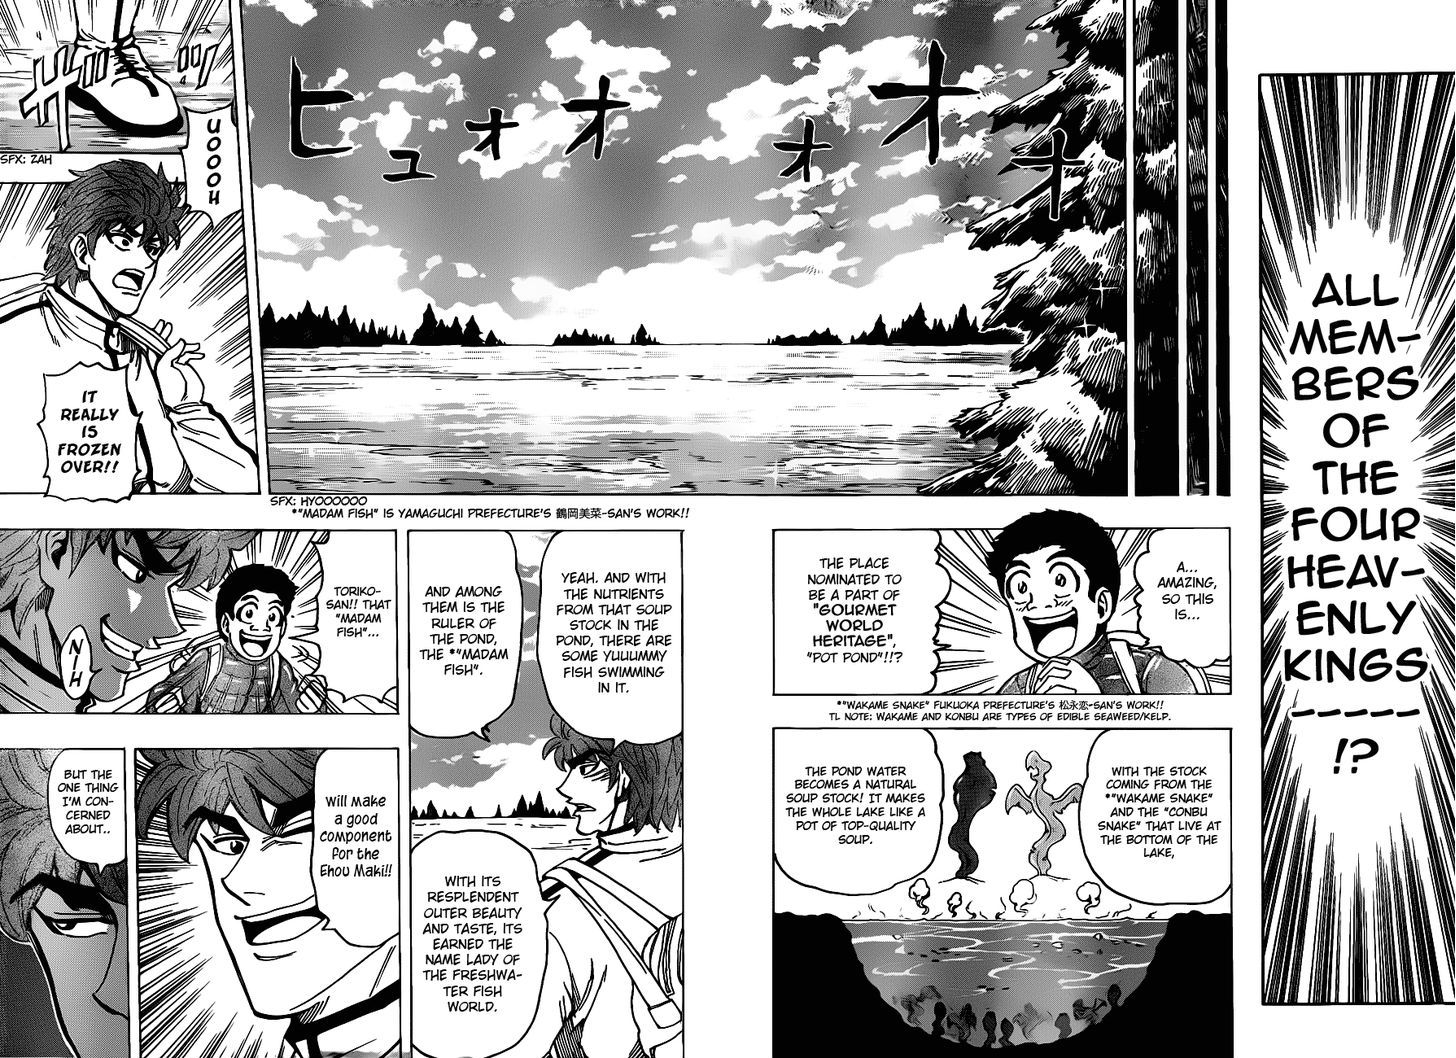 ALL
MEM-
BERS
OF
THE
FOUR
HEAV-
ENLY
KINGS
-----
!?
ヒュオオォオォ
SFX: HYOOOOOO
*"MADAM FISH" IS YAMAGUCHI PREFECTURE'S 鶴岡美菜-SAN'S WORK!!
ザッ
4
SFX: ZAH
UOOOH
IT
REALLY
IS
FROZEN
OVER!!
A...
AMAZING,
SO THIS
IS...
THE PLACE
NOMINATED TO
BE A PART OF
"GOURMET
WORLD
HERITAGE",
"POT POND"!!?
*"WAKAME SNAKE" FUKUOKA PREFECTURE'S 松永恋-SAN'S WORK!!
TL NOTE: WAKAME AND KONBU ARE TYPES OF EDIBLE SEAWEED/KELP.
WITH THE STOCK
COMING FROM THE
*"WAKAME SNAKE"
AND THE "CONBU
SNAKE" THAT LIVE AT
THE BOTTOM OF THE
LAKE,
THE POND WATER
BECOMES A NATURAL
SOUP STOCK! IT MAKES
THE WHOLE LAKE LIKE A
POT OF TOP-QUALITY
SOUP.
YEAH. AND WITH
THE NUTRIENTS
FROM THAT SOUP
STOCK IN THE
POND, THERE ARE
SOME YUUUMMY
FISH SWIMMING
IN IT.
AND AMONG
THEM IS THE
RULER OF
THE POND,
THE *"MADAM
FISH".
WITH ITS
RESPLENDENT
OUTER BEAUTY
AND TASTE, ITS
EARNED THE
NAME LADY OF
THE FRESHWA-
TER FISH
WORLD.
TORIKO-
SAN!! THAT
"MADAM
FISH"...
NIH
Will make
a good
component
for the
Ehou Maki!!
BUT THE
ONE THING
I'M CON-
CERNED
ABOUT..